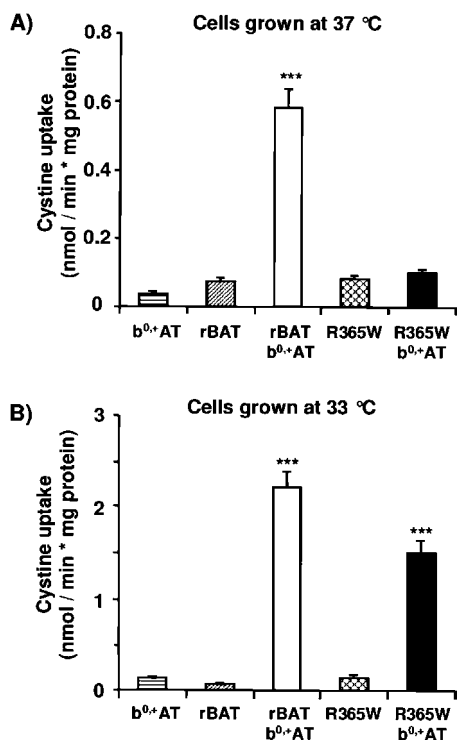 A)
Cells grown at 37 °C
Cystine uptake
(nmol / min * mg protein)
0.8
0.6
0.4
0.2
0
***
b⁰,⁺AT
rBAT
rBAT
b⁰,⁺AT
R365W
R365W
b⁰,⁺AT
B)
Cells grown at 33 °C
Cystine uptake
(nmol / min * mg protein)
3
2
1
0
***
***
b⁰,⁺AT
rBAT
rBAT
b⁰,⁺AT
R365W
R365W
b⁰,⁺AT